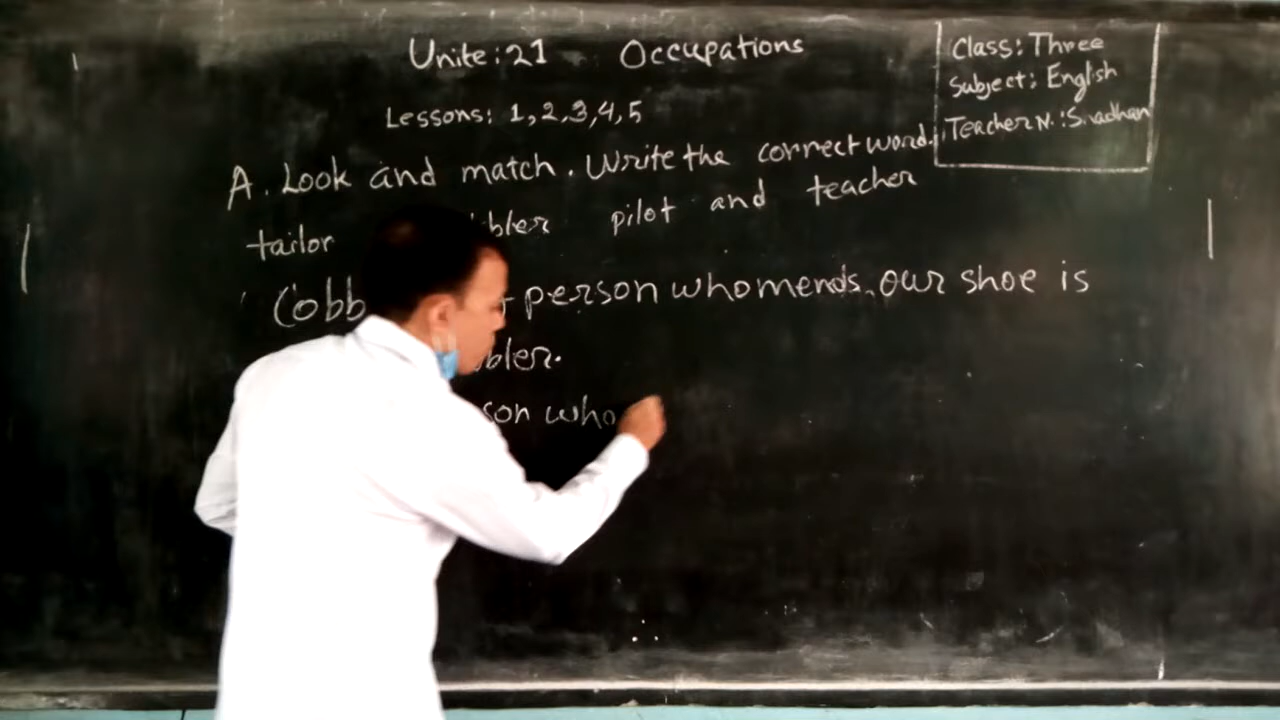 Unite: 21 Occupations
Lessons: 1,2,3,4,5
Class: Three
Subject: English
Teacher N.:
A. Look and match. Write the correct word.
tailor bler pilot and teacher
Cobb person who mends our shoe is
bler.
son who